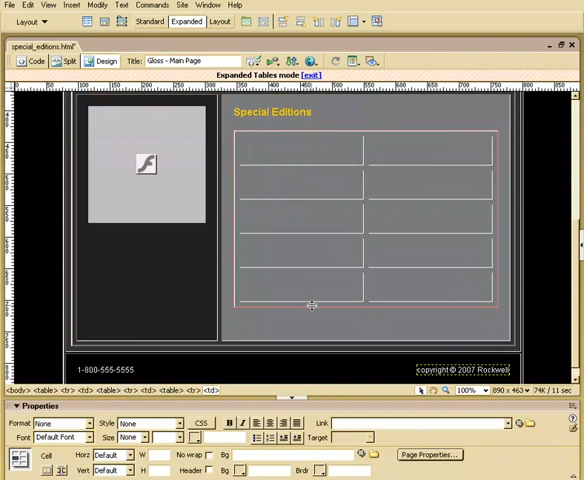 File Edit View Insert Modify Text Commands Site Window Help
Layout Standard Expanded Layout
special_editions.html*
Code Split Design Title: Gloss - Main Page
Expanded Tables mode [exit]
Special Editions
1-800-555-5555 copyright © 2007 Rockwell
<body> <table> <tr> <td> <table> <tr> <td> <table> <tr> <td> 100% 890 x 463 74K / 11 sec
Properties
Format None Style None CSS B I Link
Font Default Font Size None Target
Cell Horz Default W No wrap Bg Page Properties...
Vert Default H Header Bg Brdr